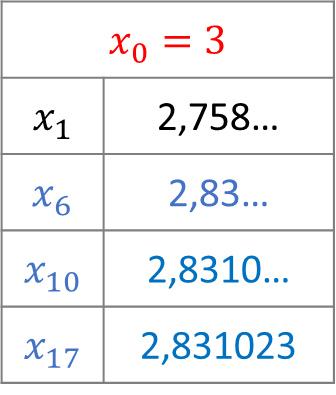 x₀ = 3
x₁ 2,758...
x₆ 2,83...
x₁₀ 2,8310...
x₁₇ 2,831023